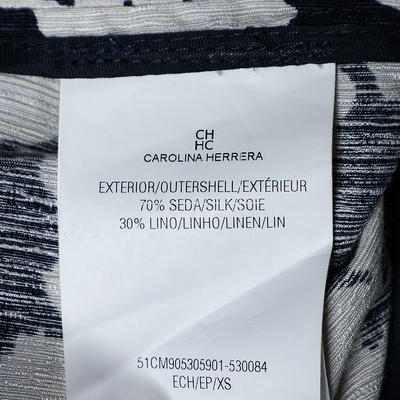 CH
HC
CAROLINA HERRERA
EXTERIOR/OUTERSHELL/EXTÉRIEUR
70% SEDA/SILK/SOIE
30% LINO/LINHO/LINEN/LIN
51CM905305901-530084
ECH/EP/XS